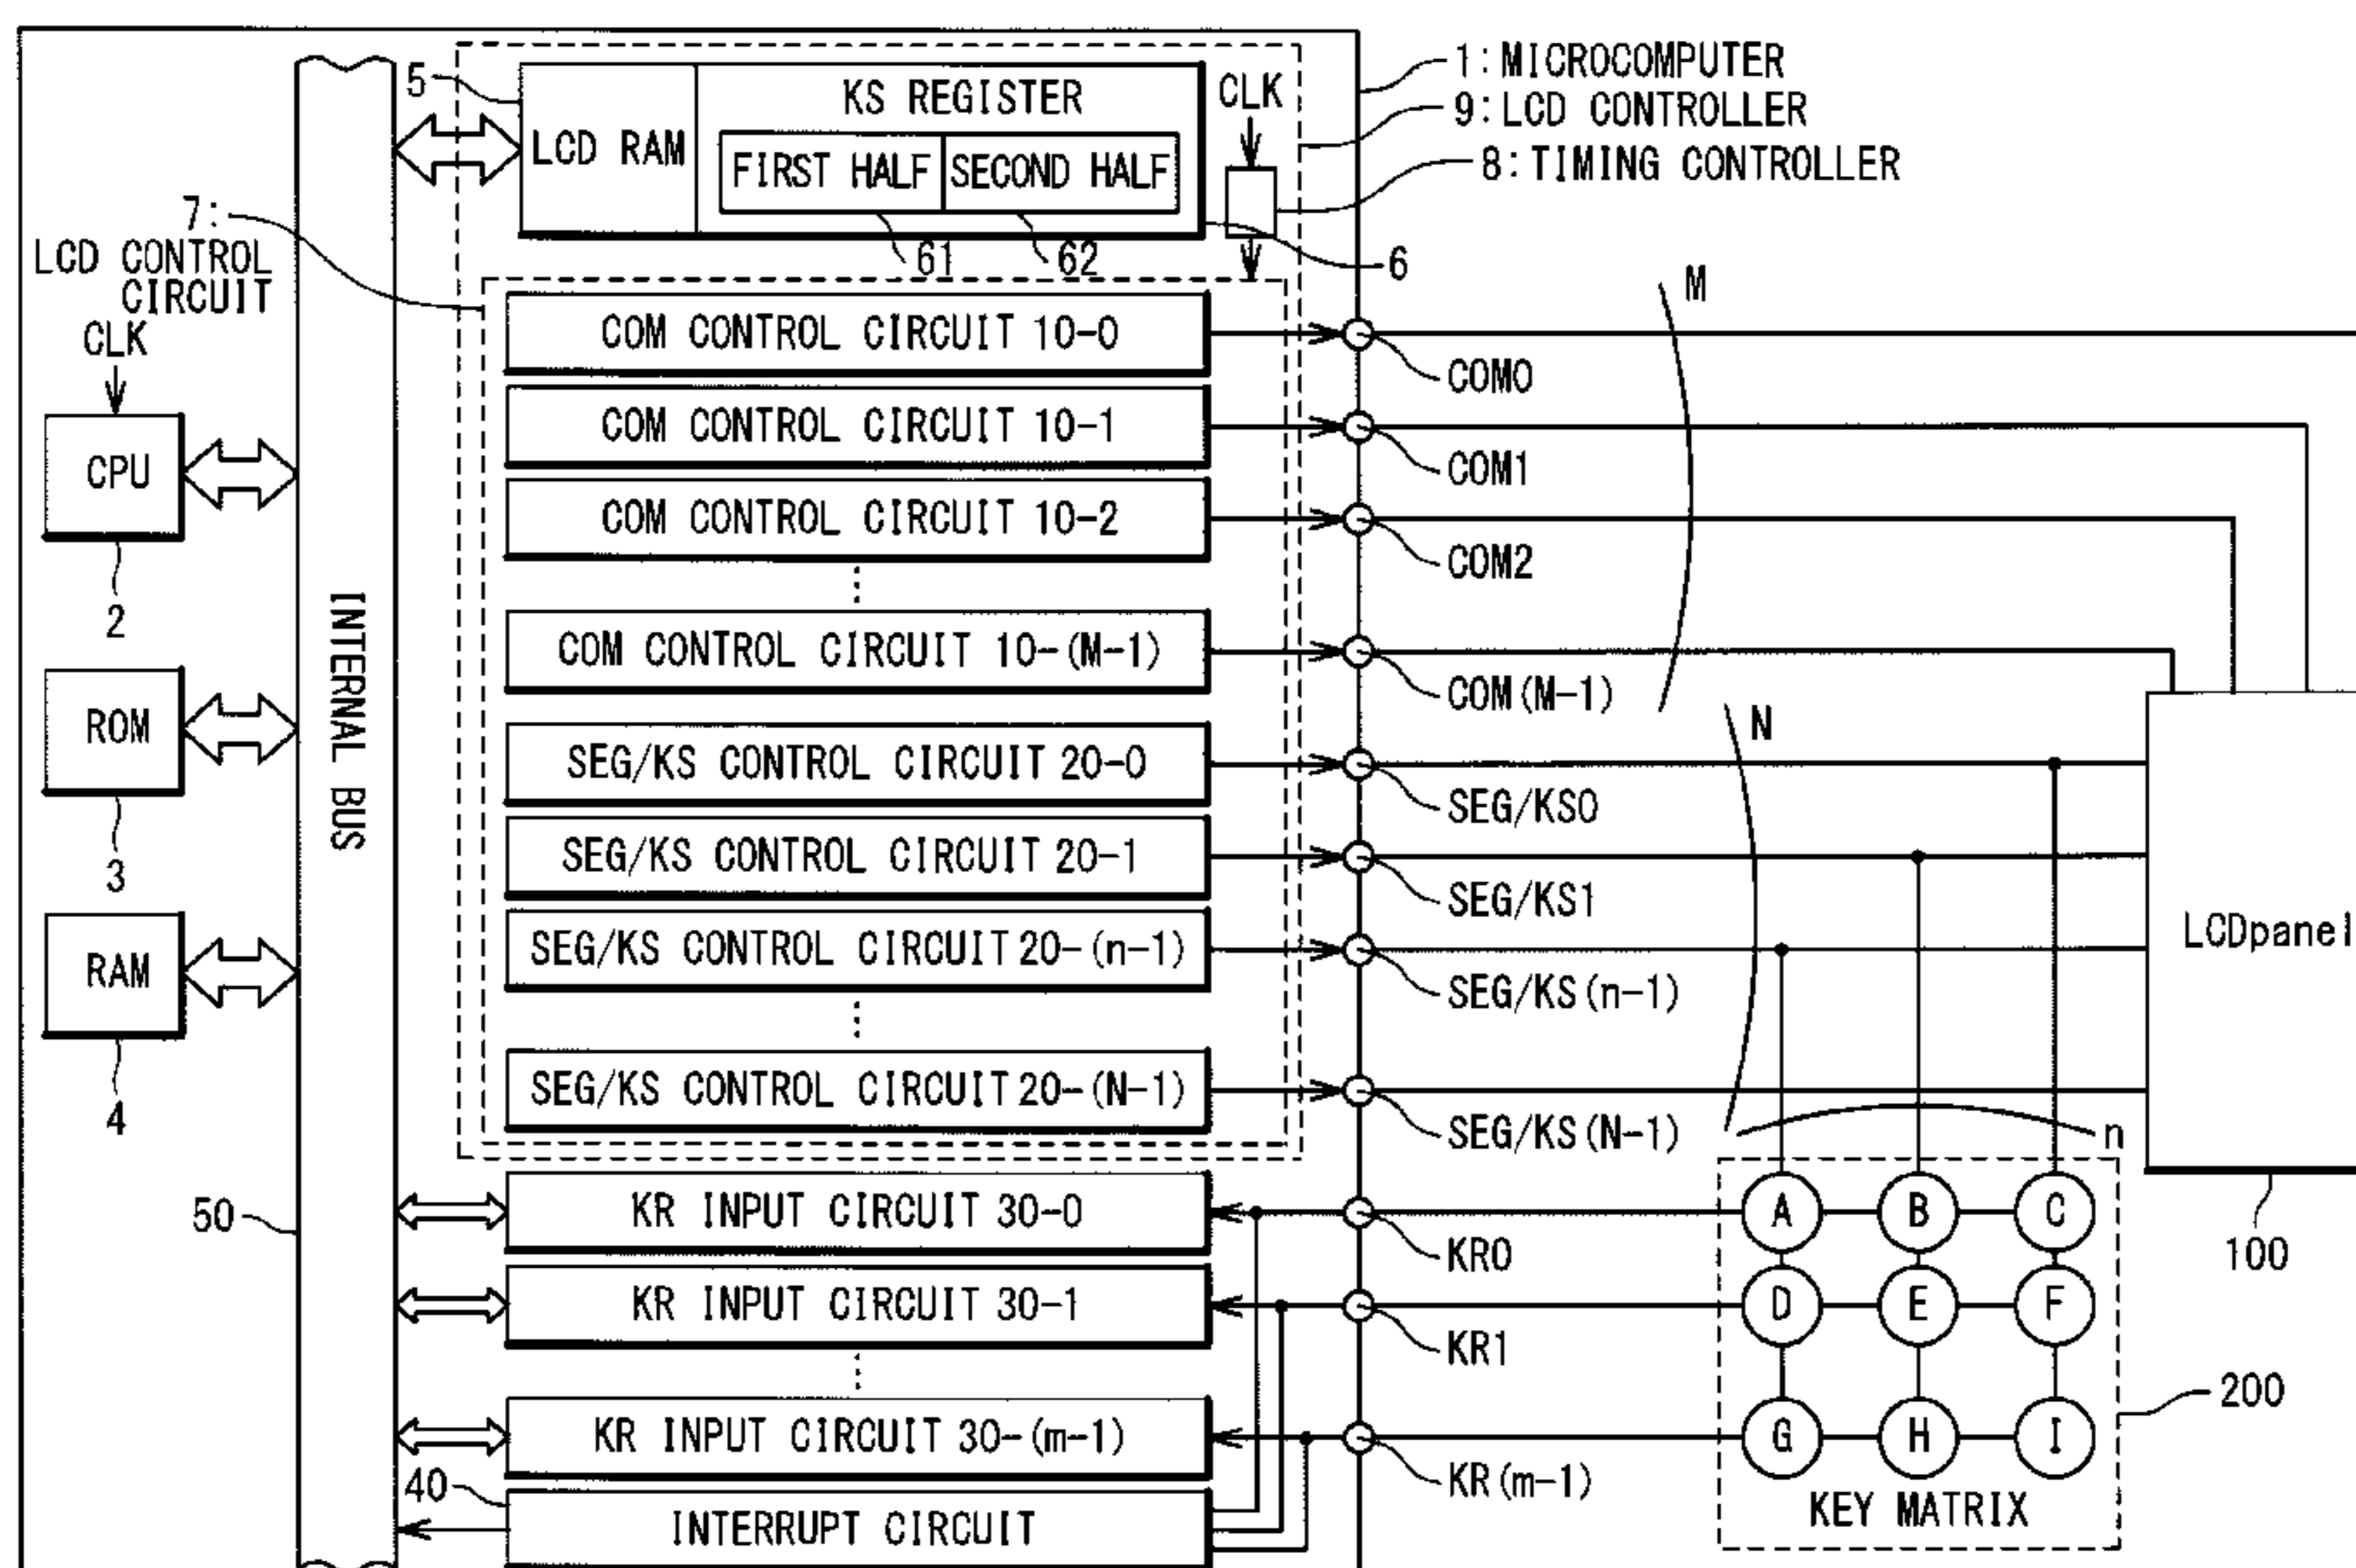 1:MICROCOMPUTER
9:LCD CONTROLLER
8:TIMING CONTROLLER
5
LCD RAM
KS REGISTER
FIRST HALF
SECOND HALF
CLK
61
62
6
7:
LCD CONTROL
CIRCUIT
CLK
CPU
2
ROM
3
RAM
4
INTERNAL BUS
50
COM CONTROL CIRCUIT 10-0
COM CONTROL CIRCUIT 10-1
COM CONTROL CIRCUIT 10-2
COM CONTROL CIRCUIT 10-(M-1)
SEG/KS CONTROL CIRCUIT 20-0
SEG/KS CONTROL CIRCUIT 20-1
SEG/KS CONTROL CIRCUIT 20-(n-1)
SEG/KS CONTROL CIRCUIT 20-(N-1)
KR INPUT CIRCUIT 30-0
KR INPUT CIRCUIT 30-1
KR INPUT CIRCUIT 30-(m-1)
40
INTERRUPT CIRCUIT
M
COM0
COM1
COM2
COM(M-1)
N
SEG/KS0
SEG/KS1
SEG/KS(n-1)
SEG/KS(N-1)
n
KR0
KR1
KR(m-1)
LCDpanel
100
A B C
D E F
G H I
KEY MATRIX
200